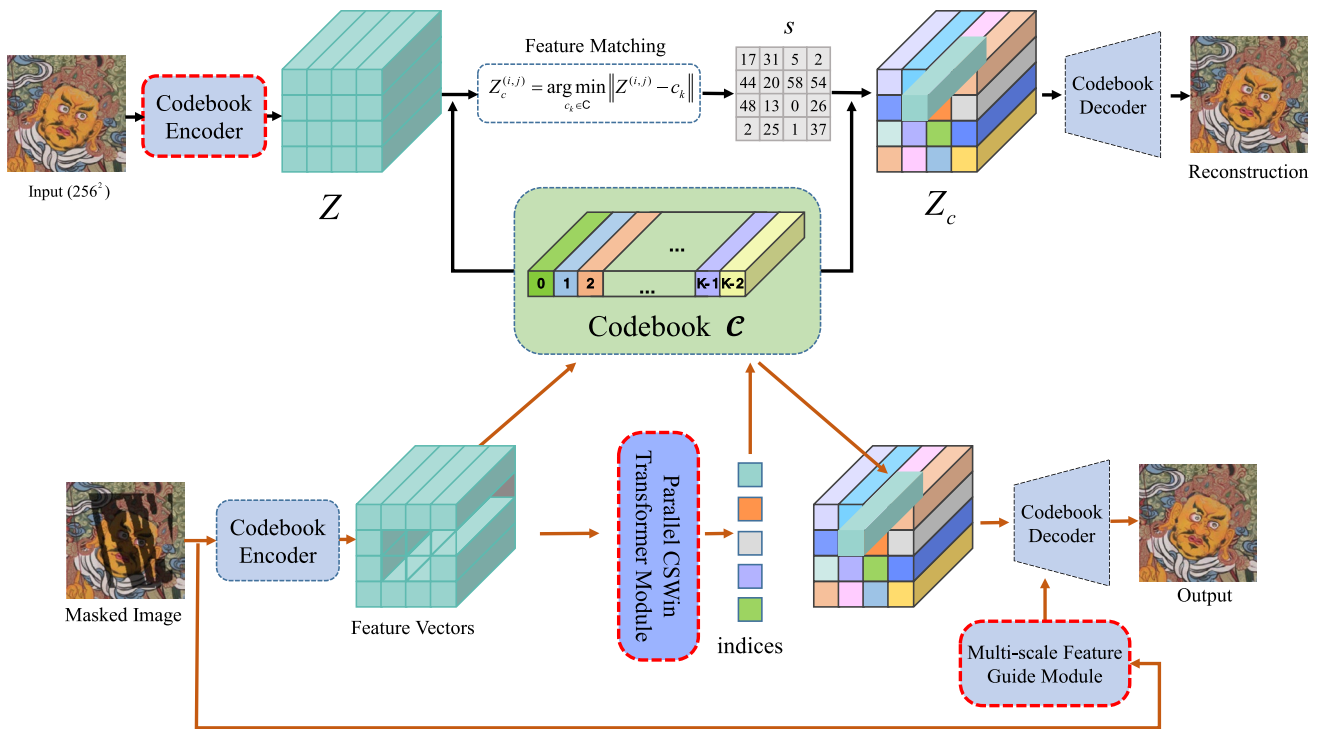 Input (256²)
Codebook
Encoder
Z
Feature Matching
Z_c^{(i,j)} = arg min_{c_k∈C} ‖Z^{(i,j)} − c_k‖
s
17 31 5 2
44 20 58 54
48 13 0 26
2 25 1 37
Z_c
Codebook
Decoder
Reconstruction
...
0 1 2 ... K-1 K-2
Codebook 𝓒
Masked Image
Codebook
Encoder
Feature Vectors
Parallel CSWin
Transformer Module
indices
Codebook
Decoder
Output
Multi-scale Feature
Guide Module